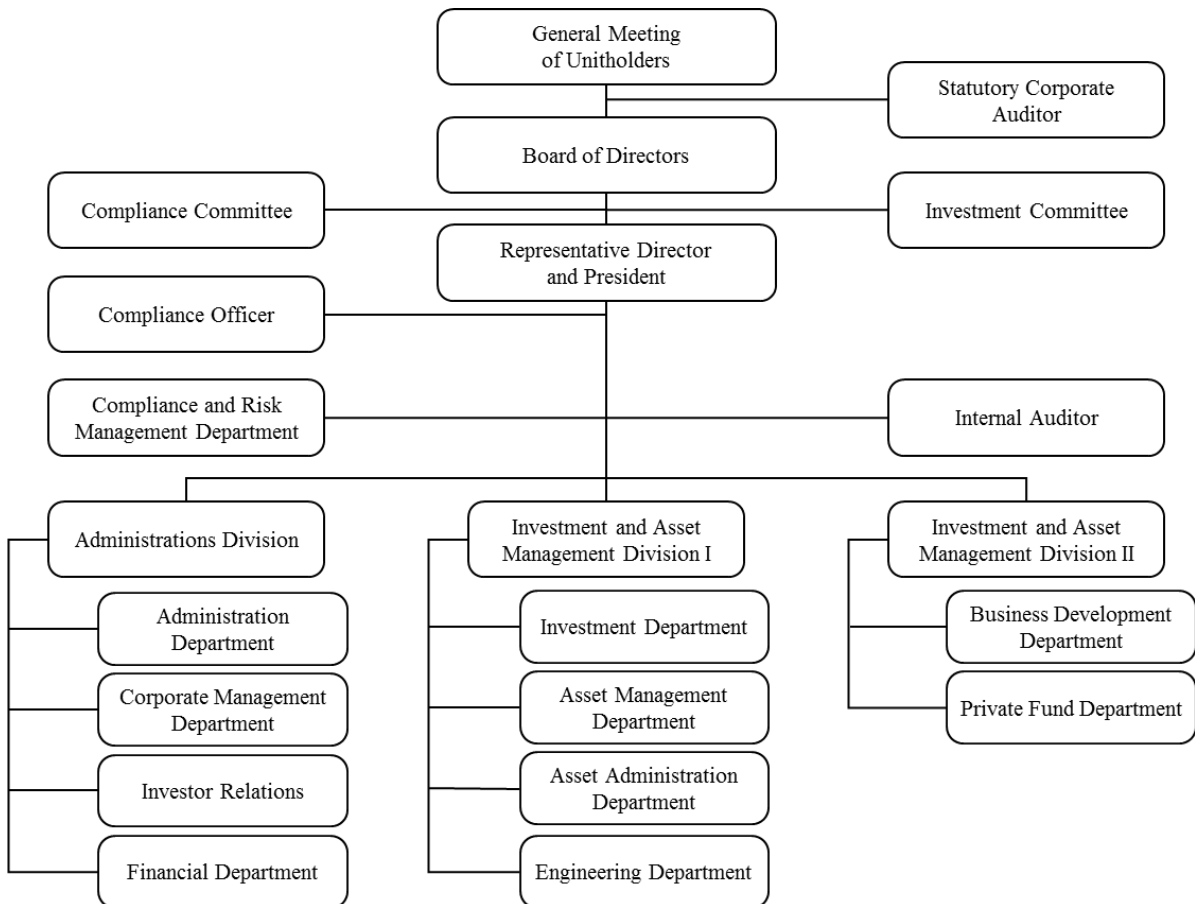 General Meeting
of Unitholders
Statutory Corporate
Auditor
Board of Directors
Compliance Committee
Investment Committee
Representative Director
and President
Compliance Officer
Compliance and Risk
Management Department
Internal Auditor
Administrations Division
Administration
Department
Corporate Management
Department
Investor Relations
Financial Department
Investment and Asset
Management Division I
Investment Department
Asset Management
Department
Asset Administration
Department
Engineering Department
Investment and Asset
Management Division II
Business Development
Department
Private Fund Department